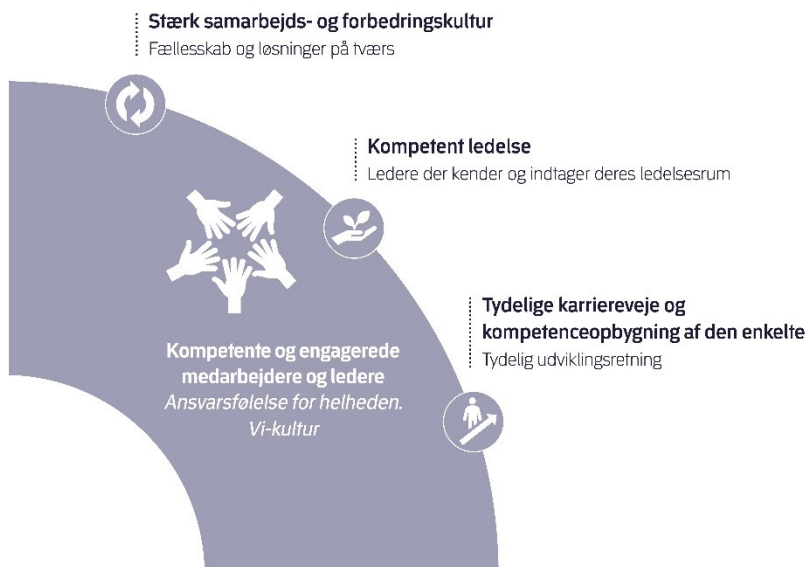 Stærk samarbejds- og forbedringskultur
Fællesskab og løsninger på tværs
Kompetent ledelse
Ledere der kender og indtager deres ledelsesrum
Tydelige karriereveje og
kompetenceopbygning af den enkelte
Tydelig udviklingsretning
Kompetente og engagerede
medarbejdere og ledere
Ansvarsfølelse for helheden.
Vi-kultur